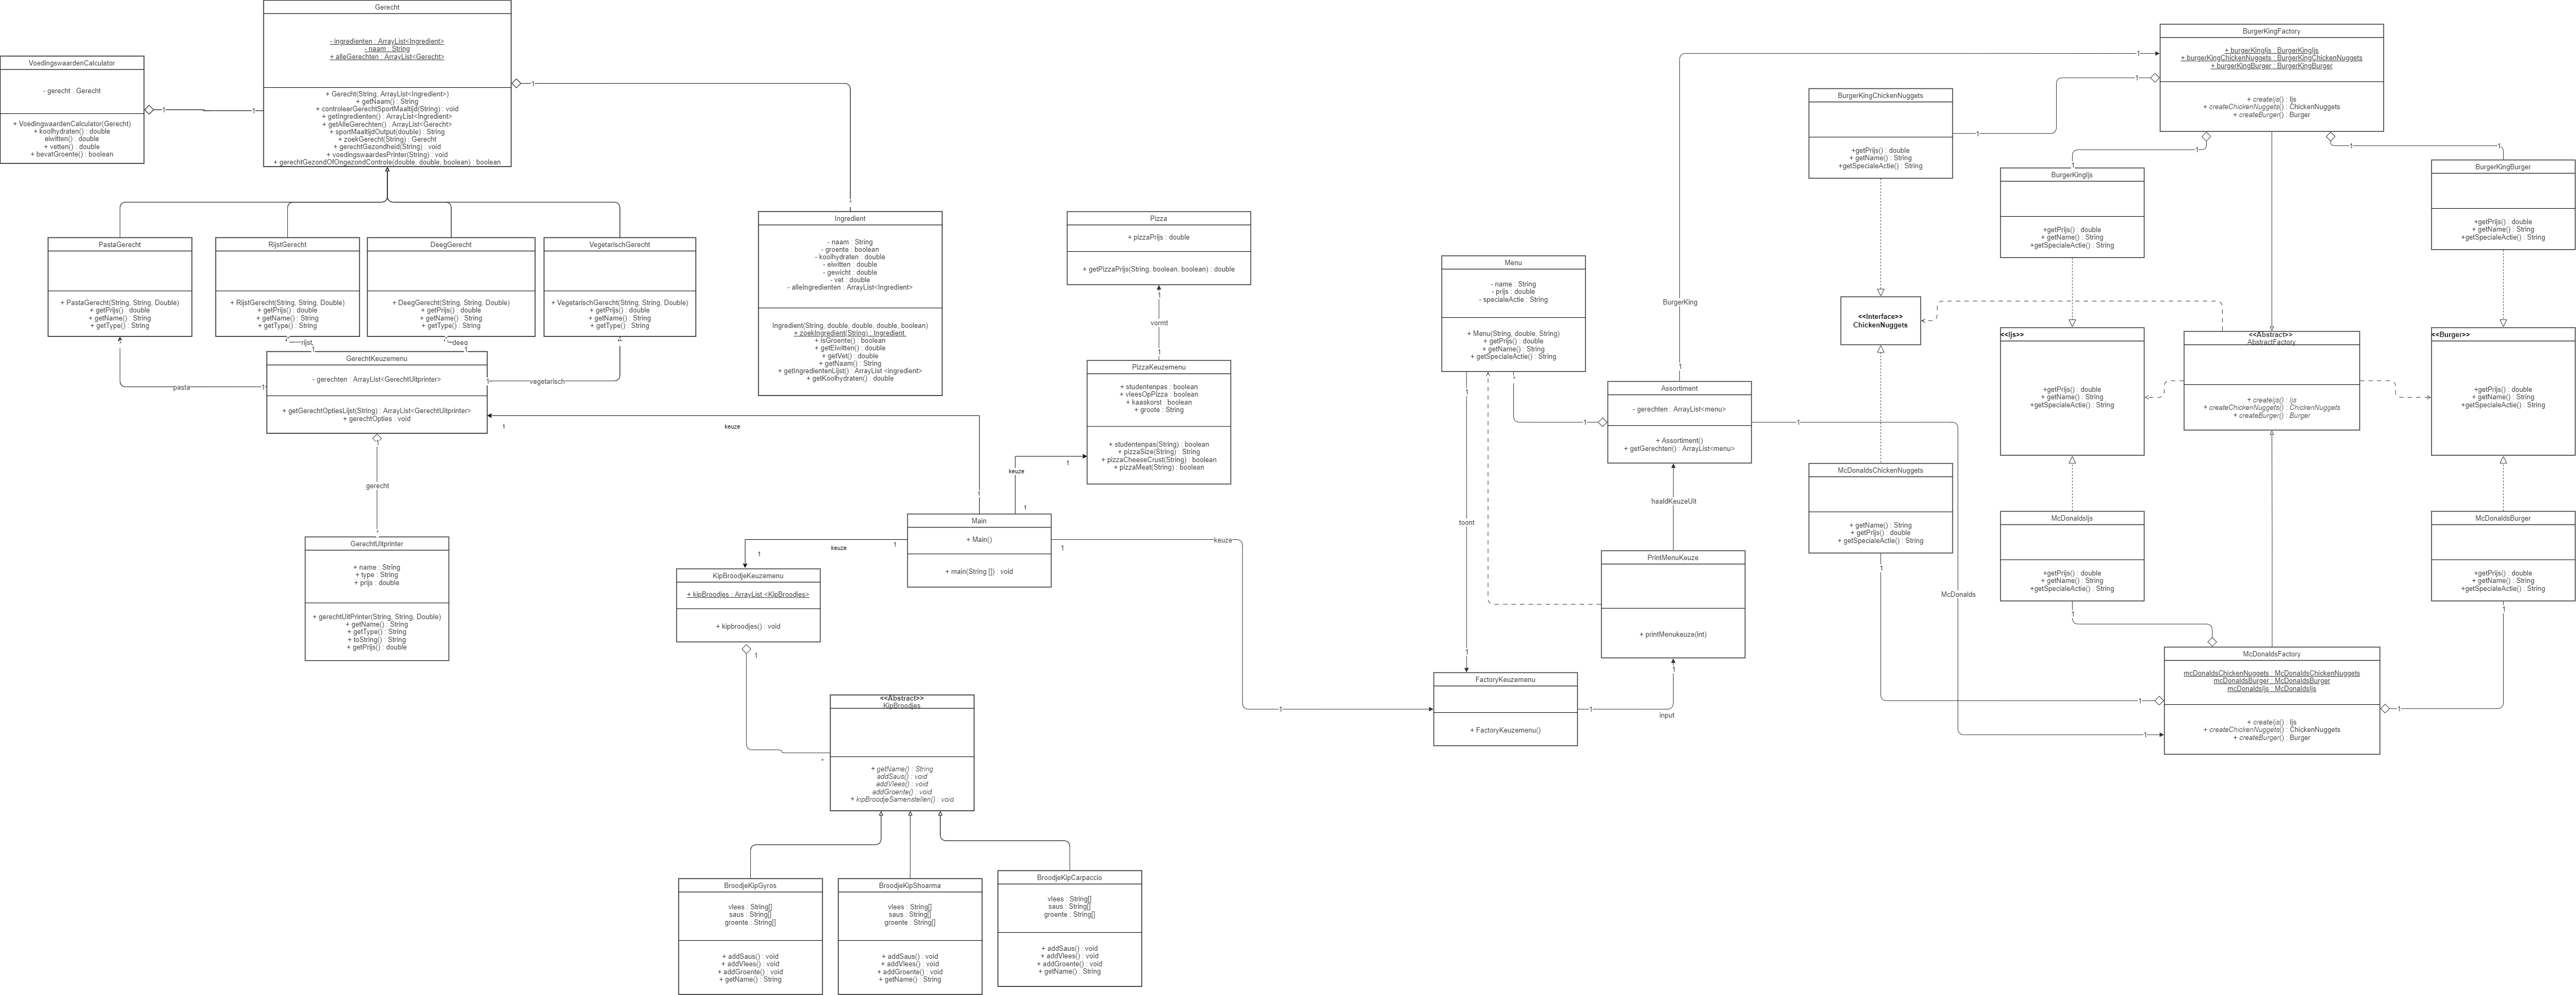 Gerecht
- ingredienten : ArrayList<Ingredient>
- naam : String
+ alleGerechten : ArrayList<Gerecht>
+ Gerecht(String, ArrayList<Ingredient>)
+ getNaam() : String
+ controleerGerechtSportMaaltijd(String) : void
+ getIngredienten() : ArrayList<Ingredient>
+ getAlleGerechten() : ArrayList<Gerecht>
+ sportMaaltijdOutput(double) : String
+ zoekGerecht(String) : Gerecht
+ gerechtGezondheid(String) : void
+ voedingswaardesPrinter(String) : void
+ gerechtGezondOfOngezondControle(double, double, boolean) : boolean
VoedingswaardenCalculator
- gerecht : Gerecht
+ VoedingswaardenCalculator(Gerecht)
+ koolhydraten() : double
eiwitten() : double
+ vetten() : double
+ bevatGroente() : boolean
1
1
1
*
PastaGerecht
+ PastaGerecht(String, String, Double)
+ getPrijs() : double
+ getName() : String
+ getType() : String
RijstGerecht
+ RijstGerecht(String, String, Double)
+ getPrijs() : double
+ getName() : String
+ getType() : String
DeegGerecht
+ DeegGerecht(String, String, Double)
+ getPrijs() : double
+ getName() : String
+ getType() : String
VegetarischGerecht
+ VegetarischGerecht(String, String, Double)
+ getPrijs() : double
+ getName() : String
+ getType() : String
rijst
1
deeg
1
pasta
1
1
vegetarisch
GerechtKeuzemenu
- gerechten : ArrayList<GerechtUitprinter>
+ getGerechtOptiesLijst(String) : ArrayList<GerechtUitprinter>
+ gerechtOpties : void
1
gerecht
*
GerechtUitprinter
+ name : String
+ type : String
+ prijs : double
+ gerechtUitPrinter(String, String, Double)
+ getName() : String
+ getType() : String
+ toString() : String
+ getPrijs() : double
Ingredient
- naam : String
- groente : boolean
- koolhydraten : double
- eiwitten : double
- gewicht : double
- vet : double
- alleIngredienten : ArrayList<Ingredient>
Ingredient(String, double, double, double, boolean)
+ zoekIngredient(String) : Ingredient
+ isGroente() : boolean
+ getEiwitten() : double
+ getVet() : double
+ getNaam() : String
+ getIngredientenLijst() : ArrayList <ingredient>
+ getKoolhydraten() : double
Pizza
+ pizzaPrijs : double
+ getPizzaPrijs(String, boolean, boolean) : double
1
vormt
1
PizzaKeuzemenu
+ studentenpas : boolean
+ vleesOpPizza : boolean
+ kaaskorst : boolean
+ groote : String
+ studentenpas(String) : boolean
+ pizzaSize(String) : String
+ pizzaCheeseCrust(String) : boolean
+ pizzaMeat(String) : boolean
1
keuze
1
keuze
1
1
Main
+ Main()
+ main(String []) : void
1
keuze
1
1
keuze
1
KipBroodjeKeuzemenu
+ kipBroodjes : ArrayList <KipBroodjes>
+ kipbroodjes() : void
1
*
<<Abstract>>
KipBroodjes
+ getName() : String
addSaus() : void
addVlees() : void
addGroente() : void
+ kipBroodjeSamenstellen() : void
BroodjeKipGyros
vlees : String[]
saus : String[]
groente : String[]
+ addSaus() : void
+ addVlees() : void
+ addGroente() : void
+ getName() : String
BroodjeKipShoarma
vlees : String[]
saus : String[]
groente : String[]
+ addSaus() : void
+ addVlees() : void
+ addGroente() : void
+ getName() : String
BroodjeKipCarpaccio
vlees : String[]
saus : String[]
groente : String[]
+ addSaus() : void
+ addVlees() : void
+ addGroente() : void
+ getName() : String
Menu
- name : String
- prijs : double
- specialeActie : String
+ Menu(String, double, String)
+ getPrijs() : double
+ getName() : String
+ getSpecialeActie() : String
1
toont
1
*
1
FactoryKeuzemenu
+ FactoryKeuzemenu()
1
input
1
PrintMenuKeuze
+ printMenukeuze(int)
haaldKeuzeUit
Assortiment
- gerechten : ArrayList<menu>
+ Assortiment()
+ getGerechten() : ArrayList<menu>
1
BurgerKing
1
1
McDonalds
1
BurgerKingFactory
+ burgerKingIjs : BurgerKingIjs
+ burgerKingChickenNuggets : BurgerKingChickenNuggets
+ burgerKingBurger : BurgerKingBurger
+ createIjs() : Ijs
+ createChickenNuggets() : ChickenNuggets
+ createBurger() : Burger
1
1
1
1
1
1
BurgerKingChickenNuggets
+getPrijs() : double
+ getName() : String
+getSpecialeActie() : String
BurgerKingIjs
+getPrijs() : double
+ getName() : String
+getSpecialeActie() : String
BurgerKingBurger
+getPrijs() : double
+ getName() : String
+getSpecialeActie() : String
<<Interface>>
ChickenNuggets
<<Ijs>>
+getPrijs() : double
+ getName() : String
+getSpecialeActie() : String
<<Abstract>>
AbstractFactory
+ createIjs() : Ijs
+ createChickenNuggets() : ChickenNuggets
+ createBurger() : Burger
<<Burger>>
+getPrijs() : double
+ getName() : String
+getSpecialeActie() : String
McDonaldsChickenNuggets
+ getName() : String
+ getPrijs() : double
+ getSpecialeActie() : String
McDonaldsIjs
+getPrijs() : double
+ getName() : String
+getSpecialeActie() : String
McDonaldsBurger
+getPrijs() : double
+ getName() : String
+getSpecialeActie() : String
1
1
1
1
1
McDonaldsFactory
mcDonaldsChickenNuggets : McDonaldsChickenNuggets
mcDonaldsBurger : McDonaldsBurger
mcDonaldsIjs : McDonaldsIjs
+ createIjs() : Ijs
+ createChickenNuggets() : ChickenNuggets
+ createBurger() : Burger